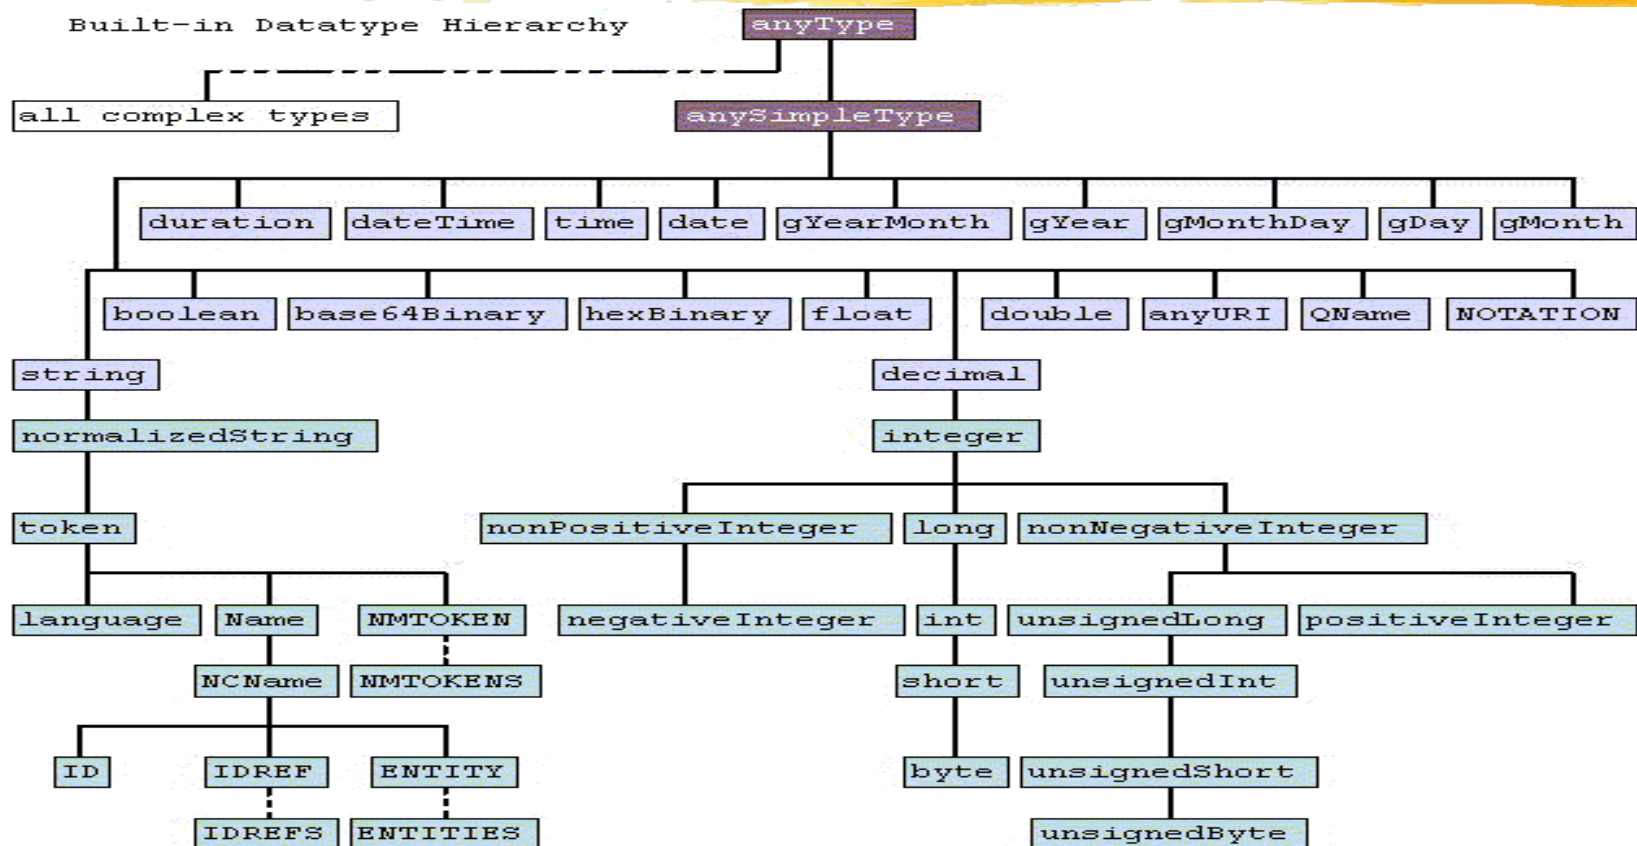 Built-in Datatype Hierarchy
anyType
all complex types
anySimpleType
duration dateTime time date gYearMonth gYear gMonthDay gDay gMonth
boolean base64Binary hexBinary float double anyURI QName NOTATION
string decimal
normalizedString integer
token nonPositiveInteger long nonNegativeInteger
language Name NMTOKEN negativeInteger int unsignedLong positiveInteger
NCName NMTOKENS short unsignedInt
ID IDREF ENTITY byte unsignedShort
IDREFS ENTITIES unsignedByte